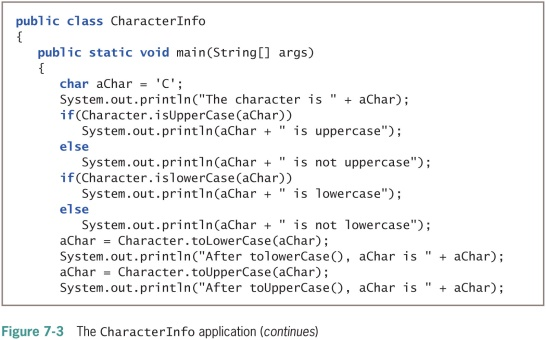 public class CharacterInfo
{
   public static void main(String[] args)
   {
      char aChar = 'C';
      System.out.println("The character is " + aChar);
      if(Character.isUpperCase(aChar))
         System.out.println(aChar + " is uppercase");
      else
         System.out.println(aChar + " is not uppercase");
      if(Character.islowerCase(aChar))
         System.out.println(aChar + " is lowercase");
      else
         System.out.println(aChar + " is not lowercase");
      aChar = Character.toLowerCase(aChar);
      System.out.println("After tolowerCase(), aChar is " + aChar);
      aChar = Character.toUpperCase(aChar);
      System.out.println("After toUpperCase(), aChar is " + aChar);
Figure 7-3 The CharacterInfo application (continues)